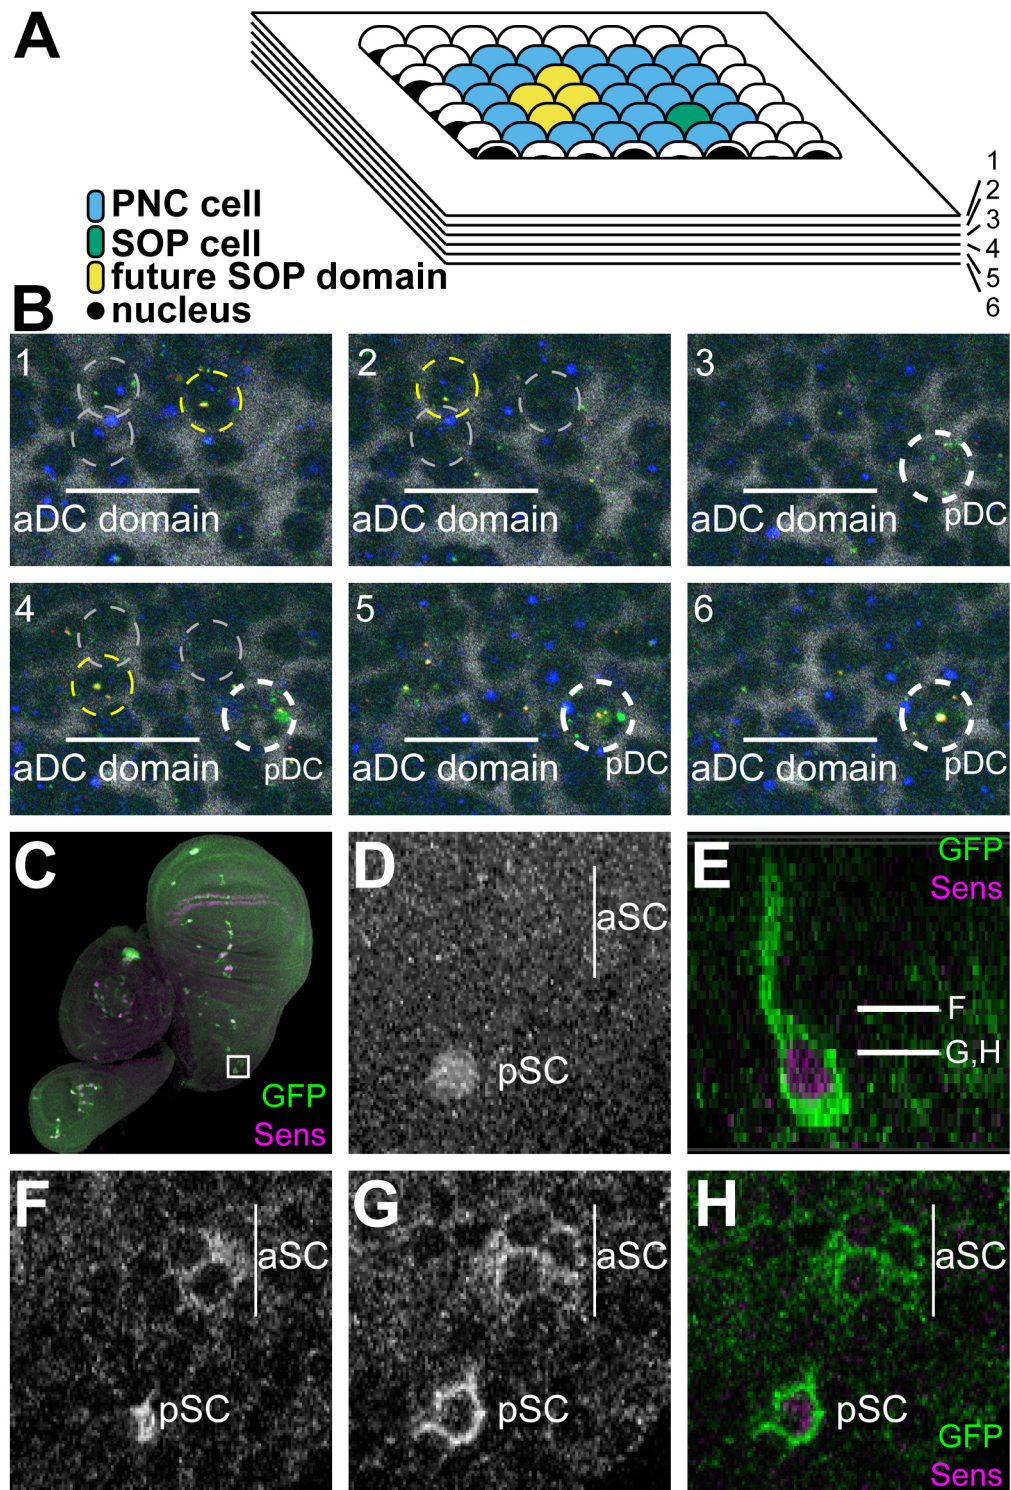 A
1
2
3
4
5
6
PNC cell
SOP cell
future SOP domain
nucleus
B
1
aDC domain
2
aDC domain
3
aDC domain
pDC
4
aDC domain
pDC
5
aDC domain
pDC
6
aDC domain
pDC
C
GFP
Sens
D
aSC
pSC
E
GFP
Sens
F
G,H
F
aSC
pSC
G
aSC
pSC
H
aSC
pSC
GFP
Sens